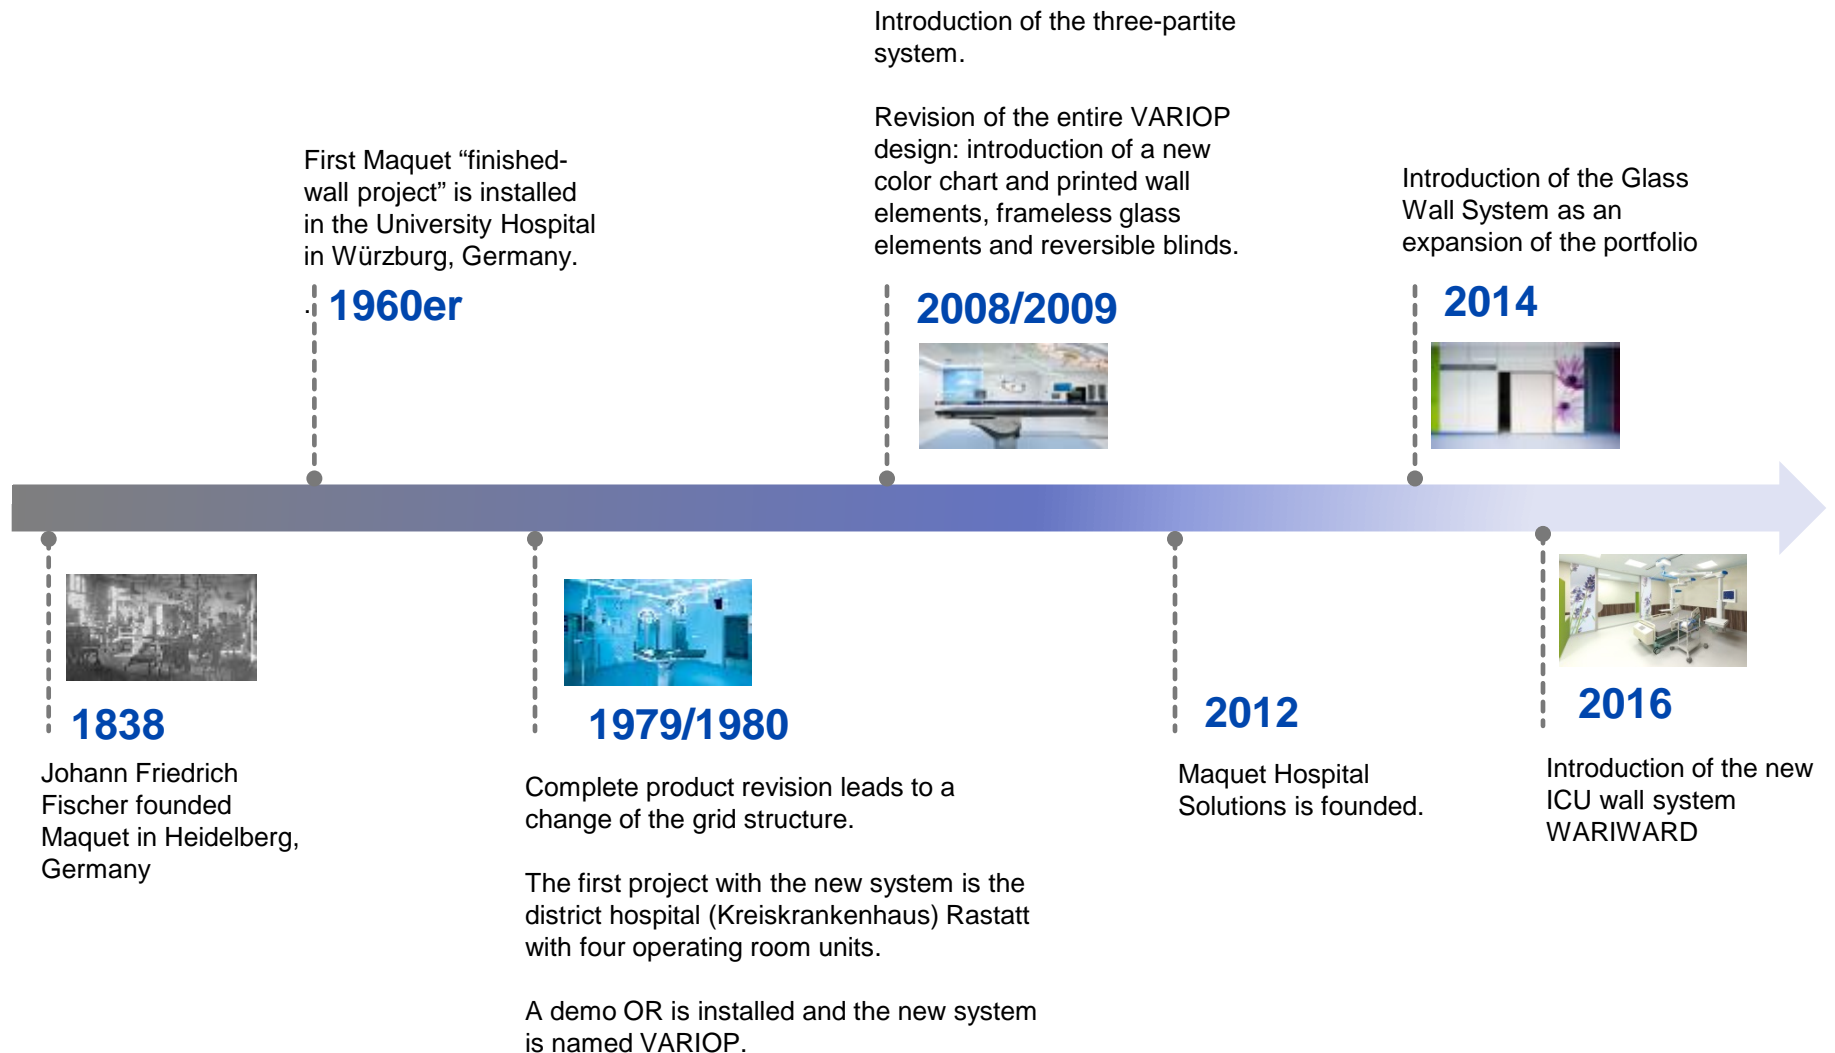 Introduction of the three-partite
system.
Revision of the entire VARIOP
design: introduction of a new
color chart and printed wall
elements, frameless glass
elements and reversible blinds.
2008/2009
First Maquet “finished-
wall project” is installed
in the University Hospital
in Würzburg, Germany.
.
1960er
Introduction of the Glass
Wall System as an
expansion of the portfolio
2014
1838
Johann Friedrich
Fischer founded
Maquet in Heidelberg,
Germany
1979/1980
Complete product revision leads to a
change of the grid structure.
The first project with the new system is the
district hospital (Kreiskrankenhaus) Rastatt
with four operating room units.
A demo OR is installed and the new system
is named VARIOP.
2012
Maquet Hospital
Solutions is founded.
2016
Introduction of the new
ICU wall system
WARIWARD